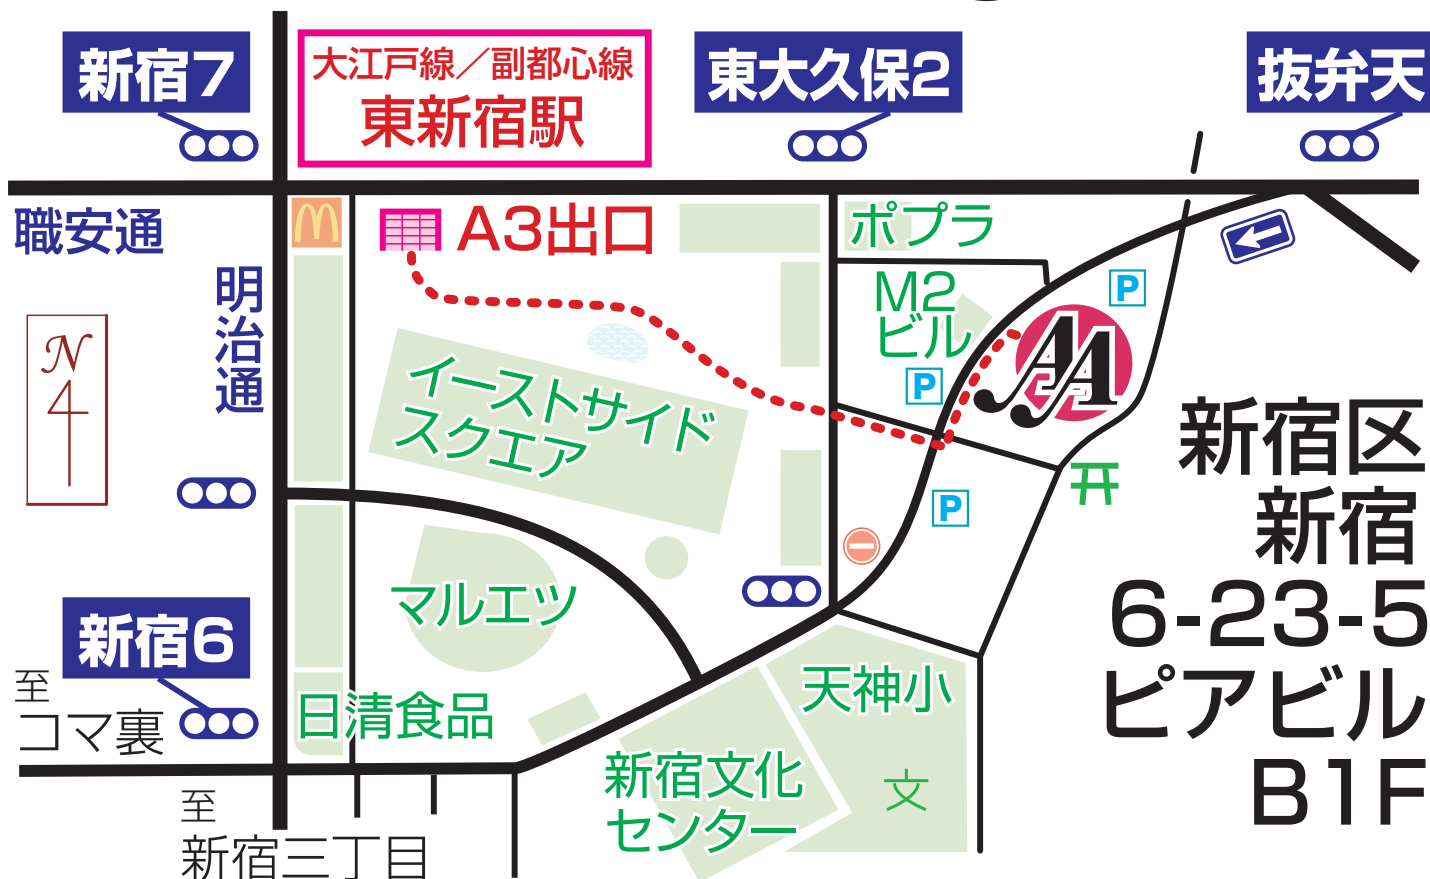 新宿7
大江戸線／副都心線
東新宿駅
東大久保2
抜弁天
職安通
A3出口
ポプラ
明治通
M2
ビル
P
N
4
イーストサイド
スクエア
P
AA
新宿区
新宿
6-23-5
ピアビル
B1F
P
マルエツ
新宿6
至
コマ裏
日清食品
天神小
新宿文化
センター
文
至
新宿三丁目